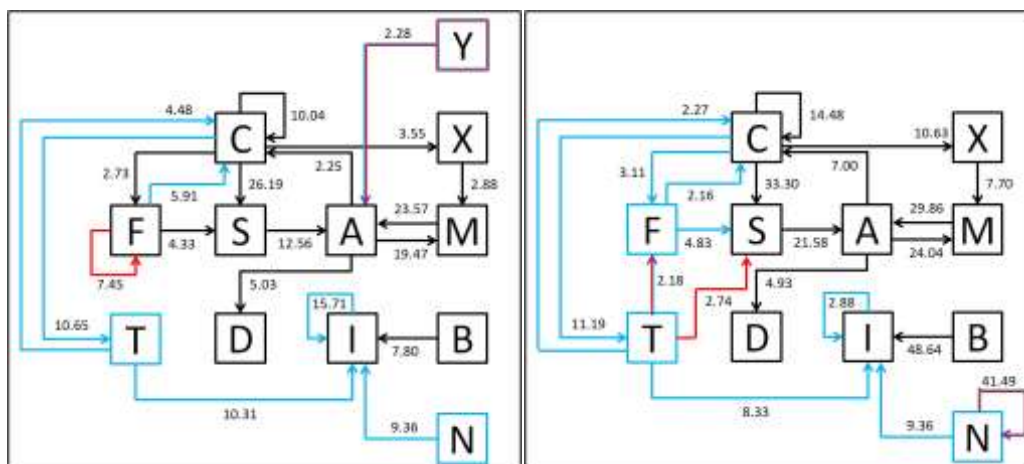 2.28
Y
4.48
10.04
C
3.55
X
2.73
5.91
26.19
2.25
2.88
23.57
F
S
A
M
4.33
12.56
19.47
7.45
5.03
15.71
10.65
T
D
I
B
7.80
10.31
9.36
N
2.27
14.48
C
10.63
X
3.11
2.16
33.30
7.00
7.70
29.86
F
S
A
M
4.83
21.58
24.04
2.18
2.74
4.93
2.88
11.19
T
D
I
B
48.64
41.49
8.33
9.36
N